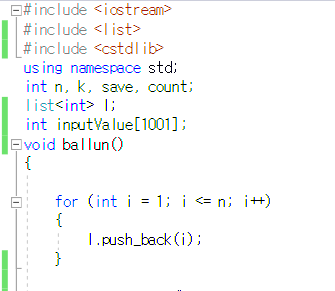 #include <iostream>
#include <list>
#include <cstdlib>
using namespace std;
int n, k, save, count;
list<int> l;
int inputValue[1001];
void ballun()
{
for (int i = 1; i <= n; i++)
{
l.push_back(i);
}